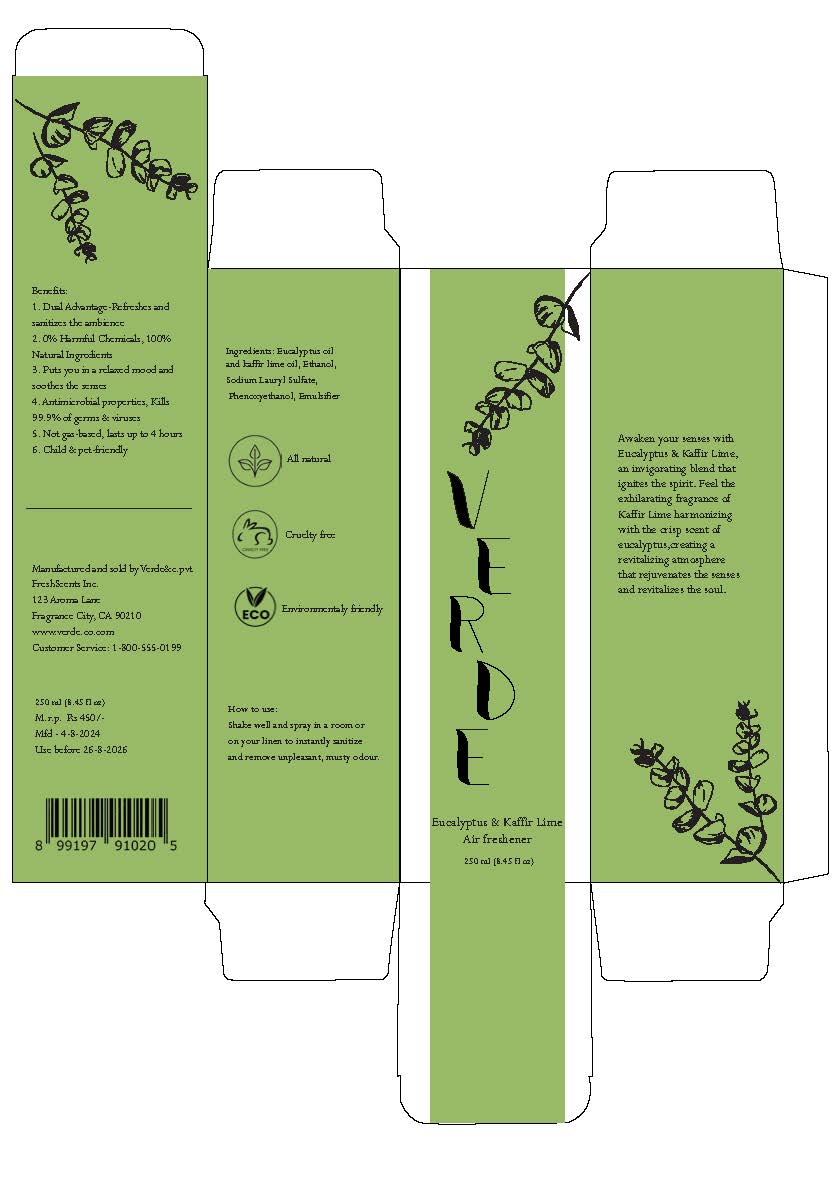 Benefits:
1. Dual Advantage-Refreshes and
sanitizes the ambience
2. 0% Harmful Chemicals, 100%
Natural Ingredients
3. Puts you in a relaxed mood and
soothes the senses
4. Antimicrobial properties, Kills
99.9% of germs & viruses
5. Not gas-based, lasts up to 4 hours
6. Child & pet-friendly
Manufactured and sold by Verde&c.pvt
FreshScents Inc.
123 Aroma Lane
Fragrance City, CA 90210
www.verde.co.com
Customer Service: 1-800-555-0199
250 ml (8.45 fl oz)
M.r.p. Rs 450/-
Mfd - 4-8-2024
Use before 26-8-2026
8 99197 91020 5
Ingredients: Eucalyptus oil
and kaffir lime oil, Ethanol,
Sodium Lauryl Sulfate,
Phenoxyethanol, Emulsifier
All natural
CRUELTY FREE
Cruelty free
ECO
Environmentaly friendly
How to use:
Shake well and spray in a room or
on your linen to instantly sanitize
and remove unpleasant, musty odour.
V
E
R
D
E
Eucalyptus & Kaffir Lime
Air freshener
250 ml (8.45 fl oz)
Awaken your senses with
Eucalyptus & Kaffir Lime,
an invigorating blend that
ignites the spirit. Feel the
exhilarating fragrance of
Kaffir Lime harmonizing
with the crisp scent of
eucalyptus,creating a
revitalizing atmosphere
that rejuvenates the senses
and revitalizes the soul.